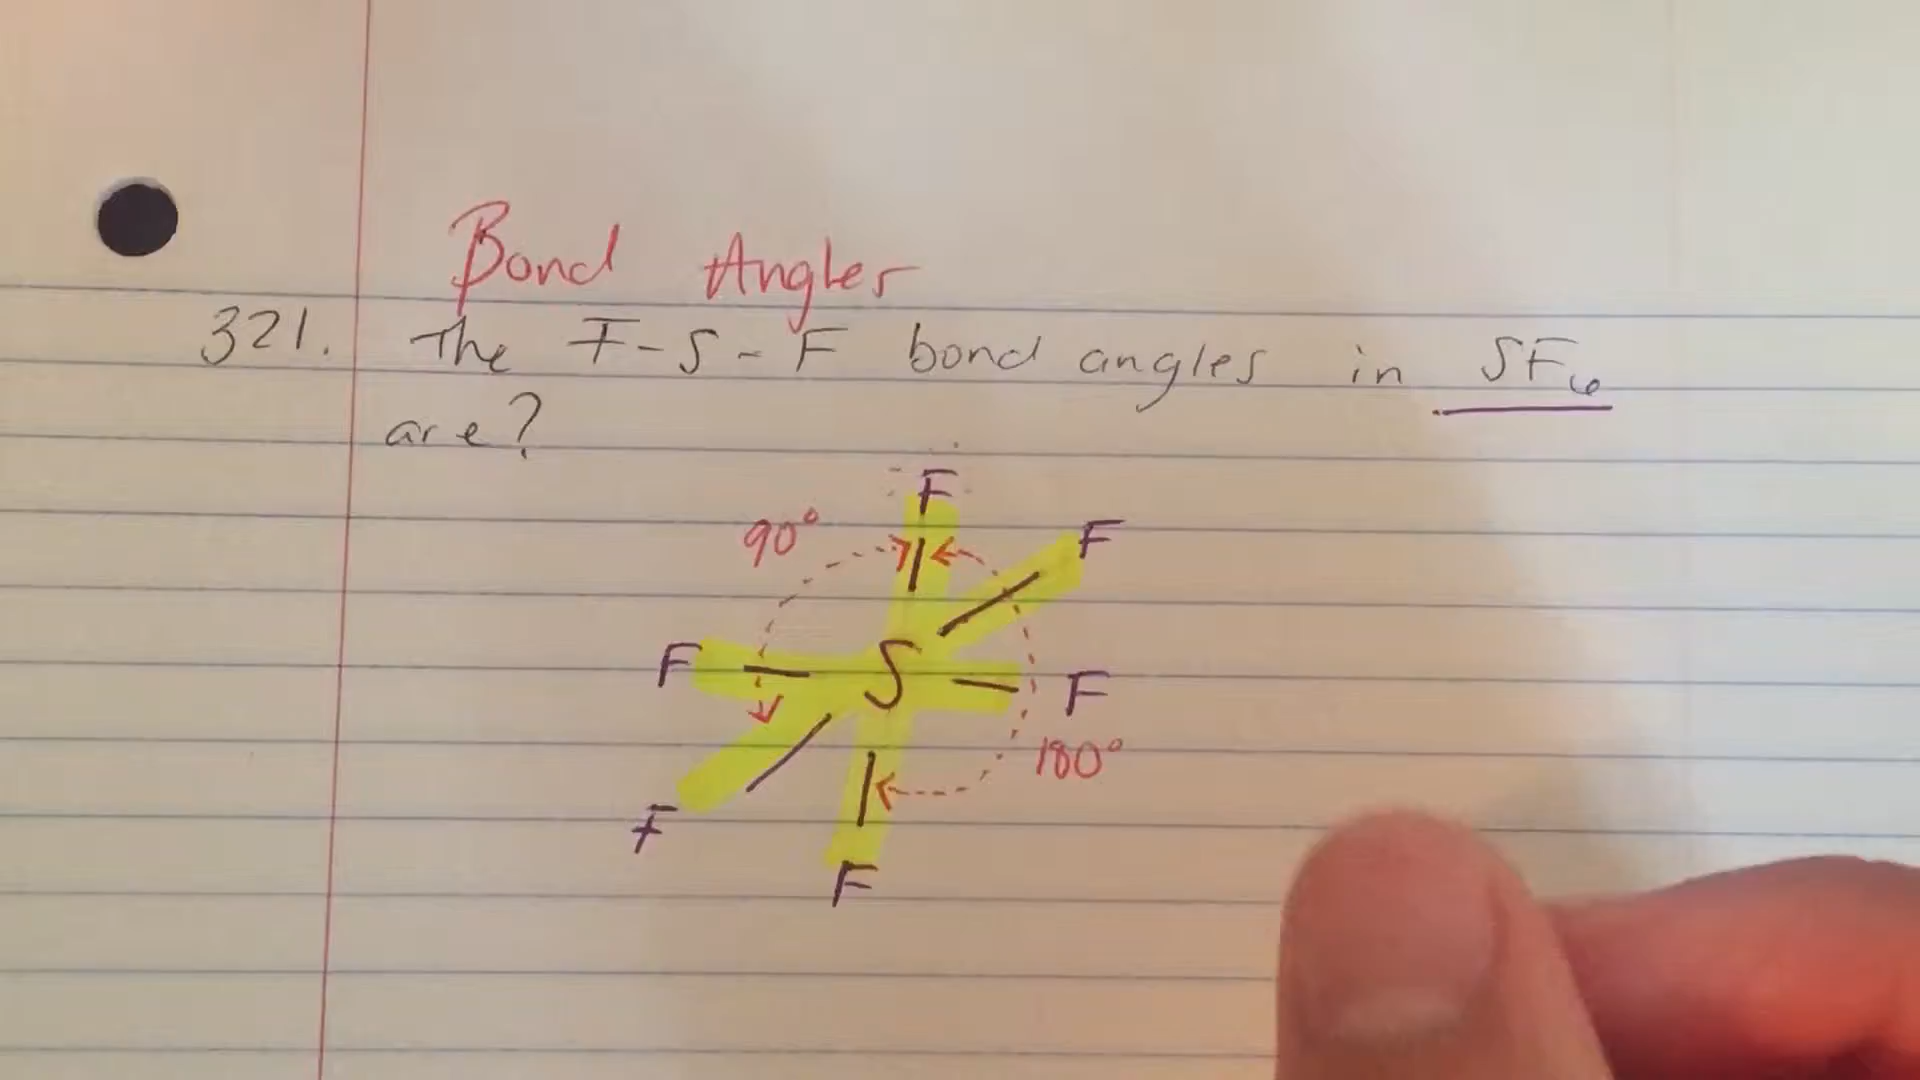 Bond Angles
321. The F-S-F bond angles in SF6
are?
F
90° F
F S F
180°
F
F